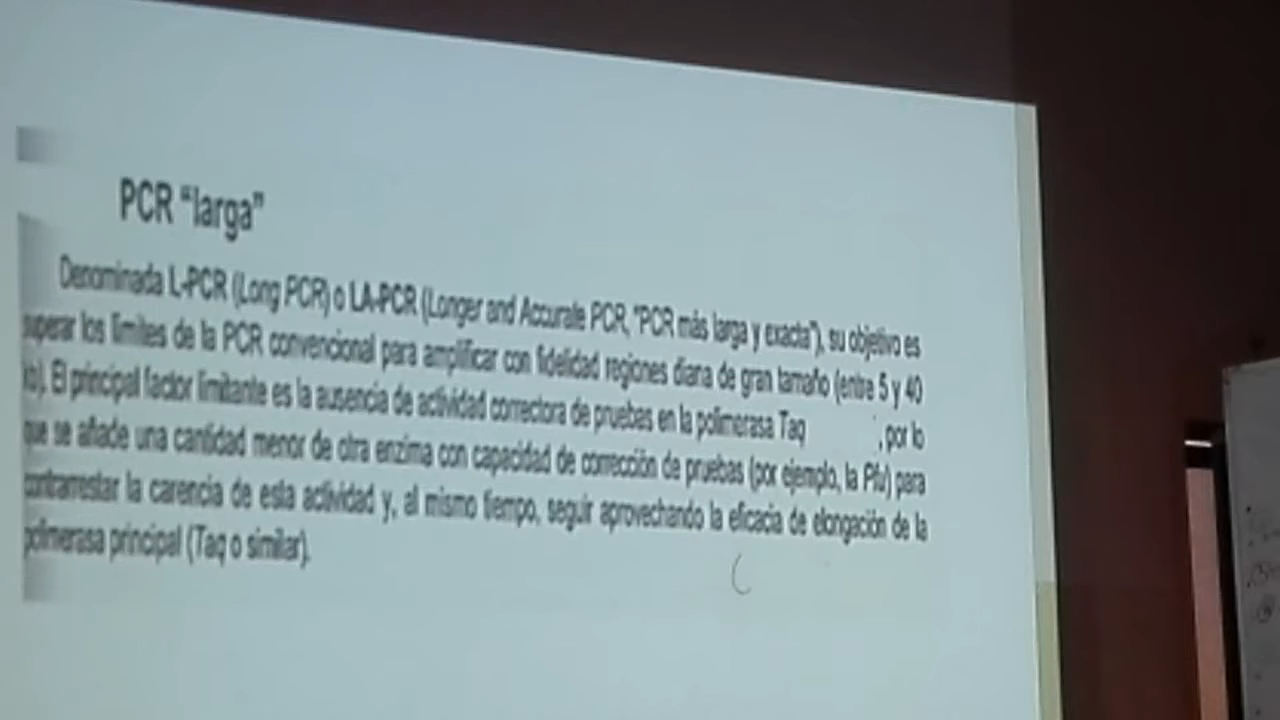 PCR “larga”
Denominada L-PCR (Long PCR) o LA-PCR (Longer and Accurate PCR, "PCR más larga y exacta"), su objetivo es
superar los límites de la PCR convencional para amplificar con fidelidad regiones diana de gran tamaño (entre 5 y 40
kb). El principal factor limitante es la ausencia de actividad correctora de pruebas en la polimerasa Taq , por lo
que se añade una cantidad menor de otra enzima con capacidad de corrección de pruebas (por ejemplo, la Pfu) para
contrarrestar la carencia de esta actividad y, al mismo tiempo, seguir aprovechando la eficacia de elongación de la
polimerasa principal (Taq o similar).